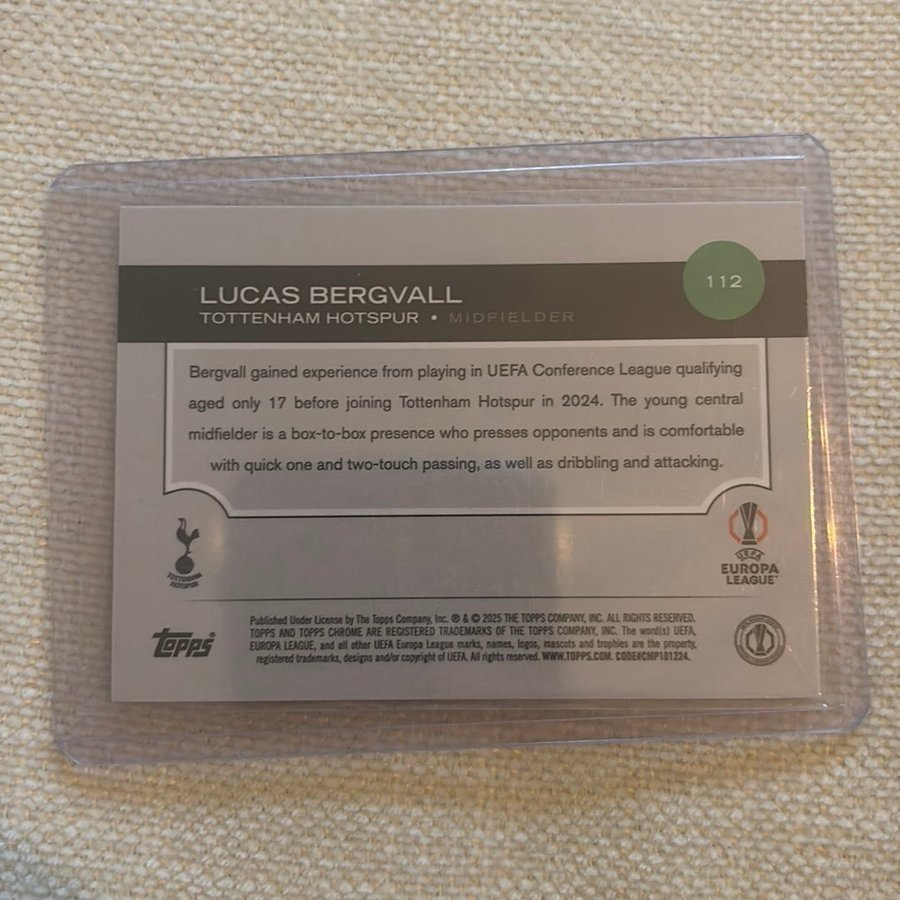 112
LUCAS BERGVALL
TOTTENHAM HOTSPUR • MIDFIELDER
Bergvall gained experience from playing in UEFA Conference League qualifying
aged only 17 before joining Tottenham Hotspur in 2024. The young central
midfielder is a box-to-box presence who presses opponents and is comfortable
with quick one and two-touch passing, as well as dribbling and attacking.
TOTTENHAM
HOTSPUR
UEFA
EUROPA
LEAGUE™
topps
Published Under License by The Topps Company, Inc. ® & © 2025 THE TOPPS COMPANY, INC. ALL RIGHTS RESERVED.
TOPPS AND TOPPS CHROME ARE REGISTERED TRADEMARKS OF THE TOPPS COMPANY, INC. The word(s) UEFA,
EUROPA LEAGUE, and all other UEFA Europa League marks, names, logos, mascots and trophies are the property,
registered trademarks, designs and/or copyright of UEFA. All rights reserved. WWW.TOPPS.COM. CODE#CMP101224.